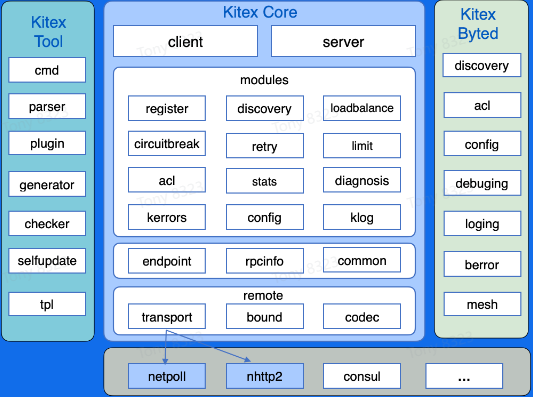 Kitex
Tool
cmd
parser
plugin
generator
checker
selfupdate
tpl
Kitex Core
client
server
modules
register
discovery
loadbalance
circuitbreak
retry
limit
acl
stats
diagnosis
kerrors
config
klog
endpoint
rpcinfo
common
remote
transport
bound
codec
Kitex
Byted
discovery
acl
config
debuging
loging
berror
mesh
netpoll
nhttp2
consul
...